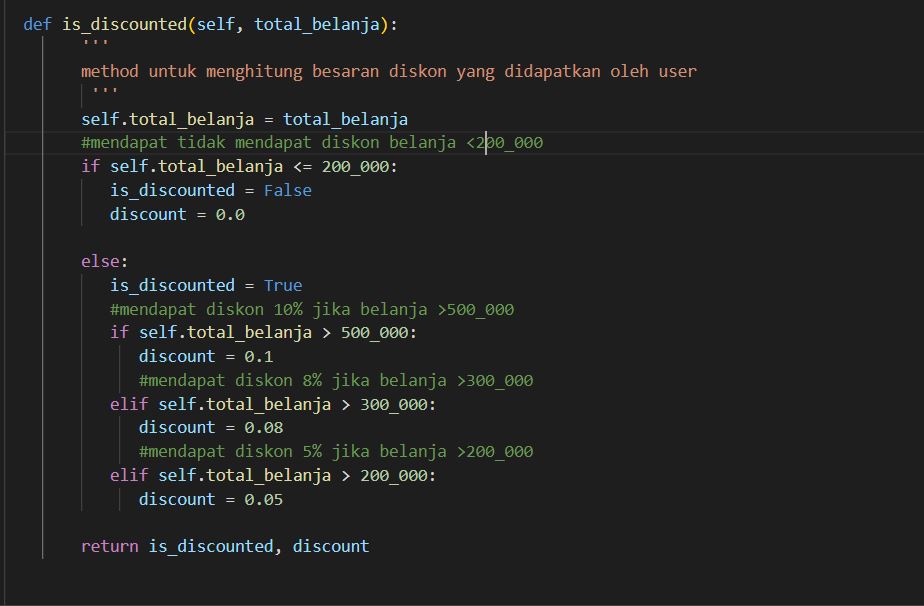 def is_discounted(self, total_belanja):
'''
method untuk menghitung besaran diskon yang didapatkan oleh user
'''
self.total_belanja = total_belanja
#mendapat tidak mendapat diskon belanja <200_000
if self.total_belanja <= 200_000:
is_discounted = False
discount = 0.0
else:
is_discounted = True
#mendapat diskon 10% jika belanja >500_000
if self.total_belanja > 500_000:
discount = 0.1
#mendapat diskon 8% jika belanja >300_000
elif self.total_belanja > 300_000:
discount = 0.08
#mendapat diskon 5% jika belanja >200_000
elif self.total_belanja > 200_000:
discount = 0.05
return is_discounted, discount